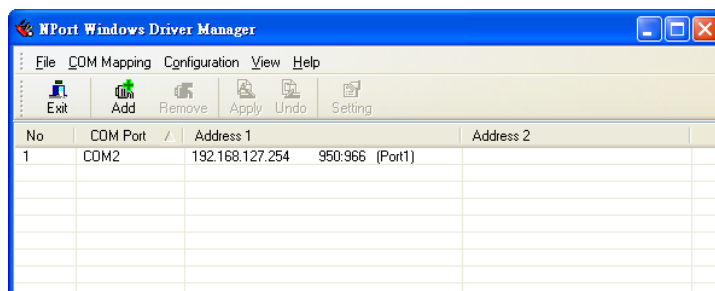 NPort Windows Driver Manager
File COM Mapping Configuration View Help
Exit Add Remove Apply Undo Setting
No COM Port Address 1 Address 2
1 COM2 192.168.127.254 950:966 (Port1)